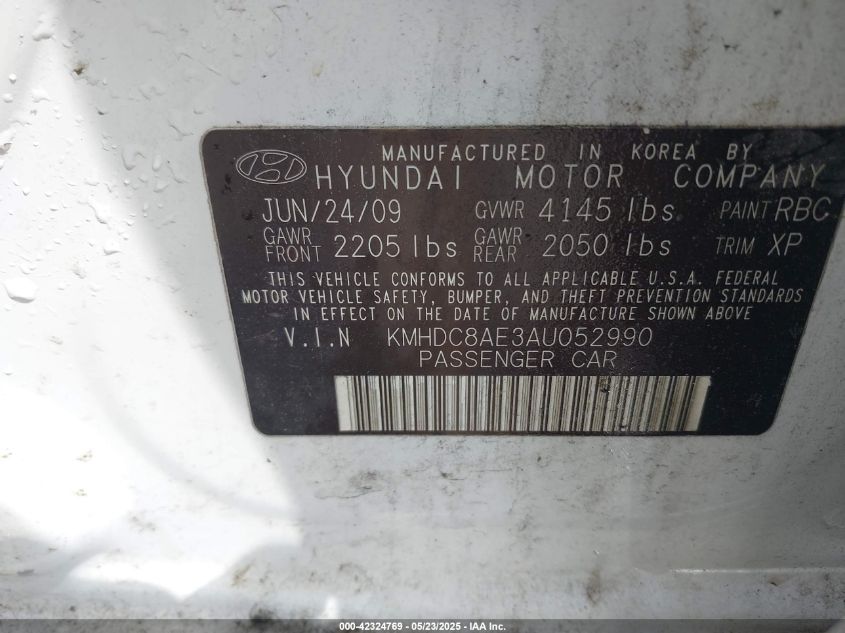 MANUFACTURED IN KOREA BY
HYUNDAI MOTOR COMPANY
JUN/24/09 GVWR 4145 lbs PAINT RBC
GAWR FRONT 2205 lbs GAWR REAR 2050 lbs TRIM XP
THIS VEHICLE CONFORMS TO ALL APPLICABLE U.S.A. FEDERAL
MOTOR VEHICLE SAFETY, BUMPER, AND THEFT PREVENTION STANDARDS
IN EFFECT ON THE DATE OF MANUFACTURE SHOWN ABOVE
V.I.N KMHDC8AE3AU052990
PASSENGER CAR
000-42324769 - 05/23/2025 - IAA Inc.